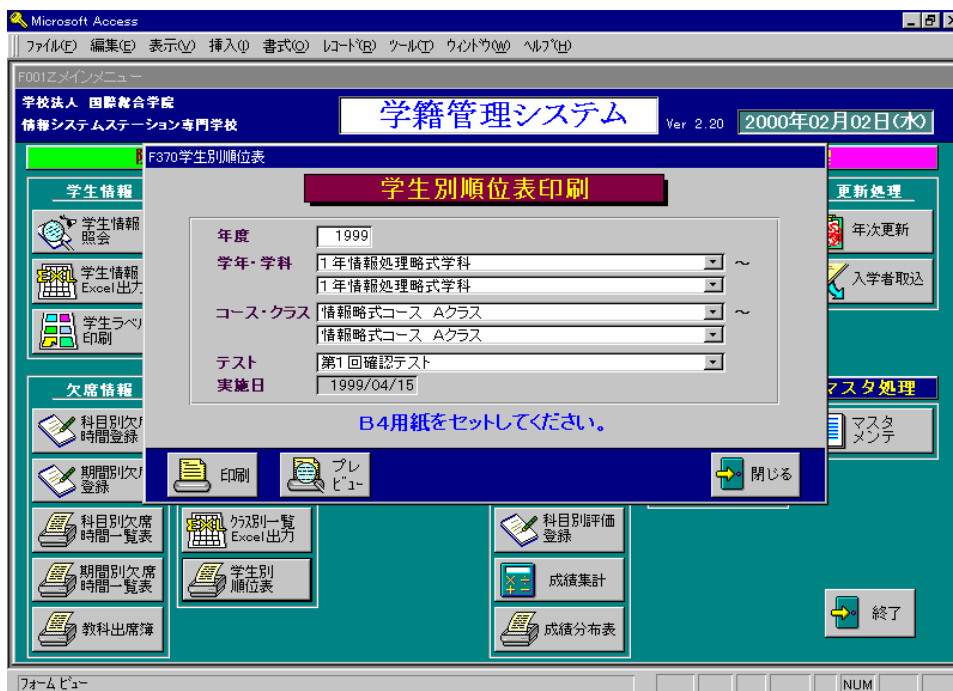 Microsoft Access
ファイル(F) 編集(E) 表示(V) 挿入(I) 書式(O) レコード(R) ツール(T) ウィンドウ(W) ヘルプ(H)
F001Zメインメニュー
学校法人 国際総合学院
情報システムステーション専門学校
学籍管理システム
Ver 2.20
2000年02月02日(水)
F370学生別順位表
学生別順位表印刷
年度 1999
学年・学科 1年情報処理略式学科 ～
1年情報処理略式学科
コース・クラス 情報略式コース Aクラス ～
情報略式コース Aクラス
テスト 第1回確認テスト
実施日 1999/04/15
B4用紙をセットしてください。
印刷
プレ
ビュー
閉じる
学生情報
学生情報
照会
学生情報
Excel出力
学生ラベル
印刷
欠席情報
科目別欠席
時間登録
期間別欠席
登録
科目別欠席
時間一覧表
期間別欠席
時間一覧表
教科出席簿
クラス別一覧
Excel出力
学生別
順位表
科目別評価
登録
成績集計
成績分布表
更新処理
年次更新
入学者取込
マスタ処理
マスタ
メンテ
終了
フォーム ビュー
NUM